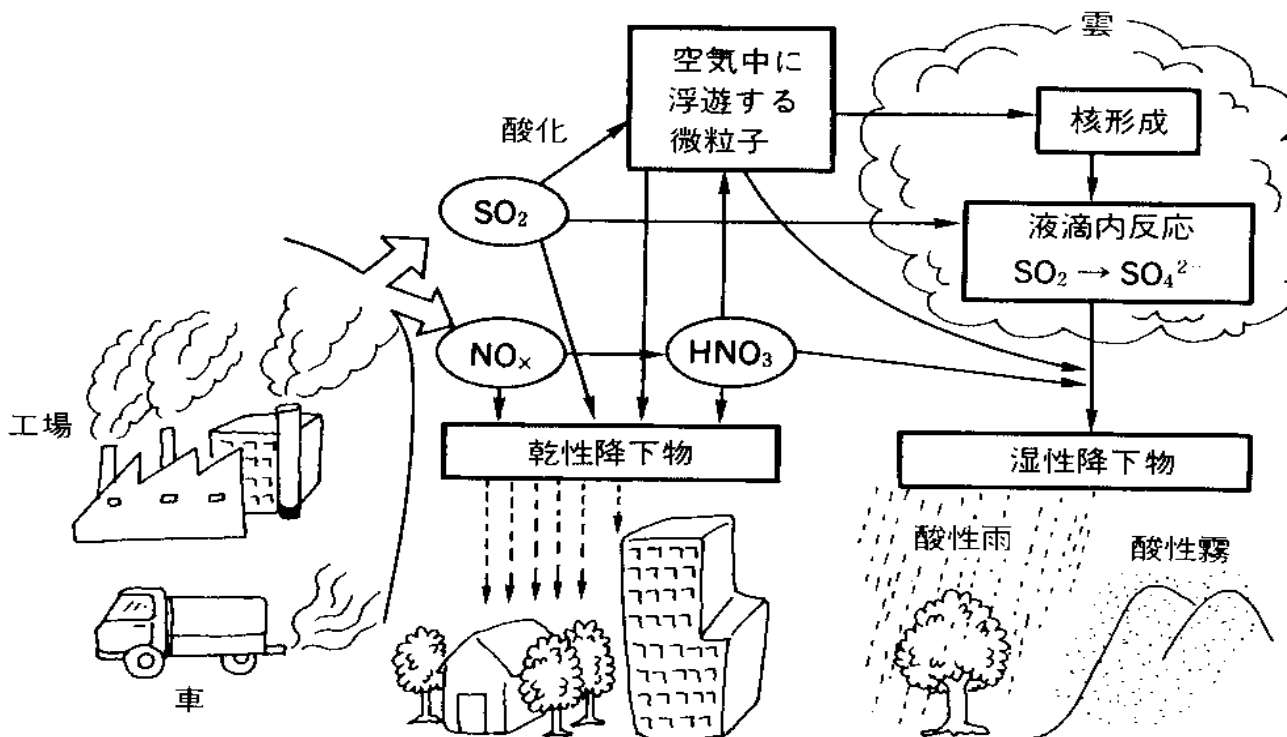 雲
空気中に
浮遊する
微粒子
核形成
酸化
SO₂
液滴内反応
SO₂ → SO₄²⁻
NOₓ
HNO₃
工場
乾性降下物
湿性降下物
酸性雨
酸性霧
車